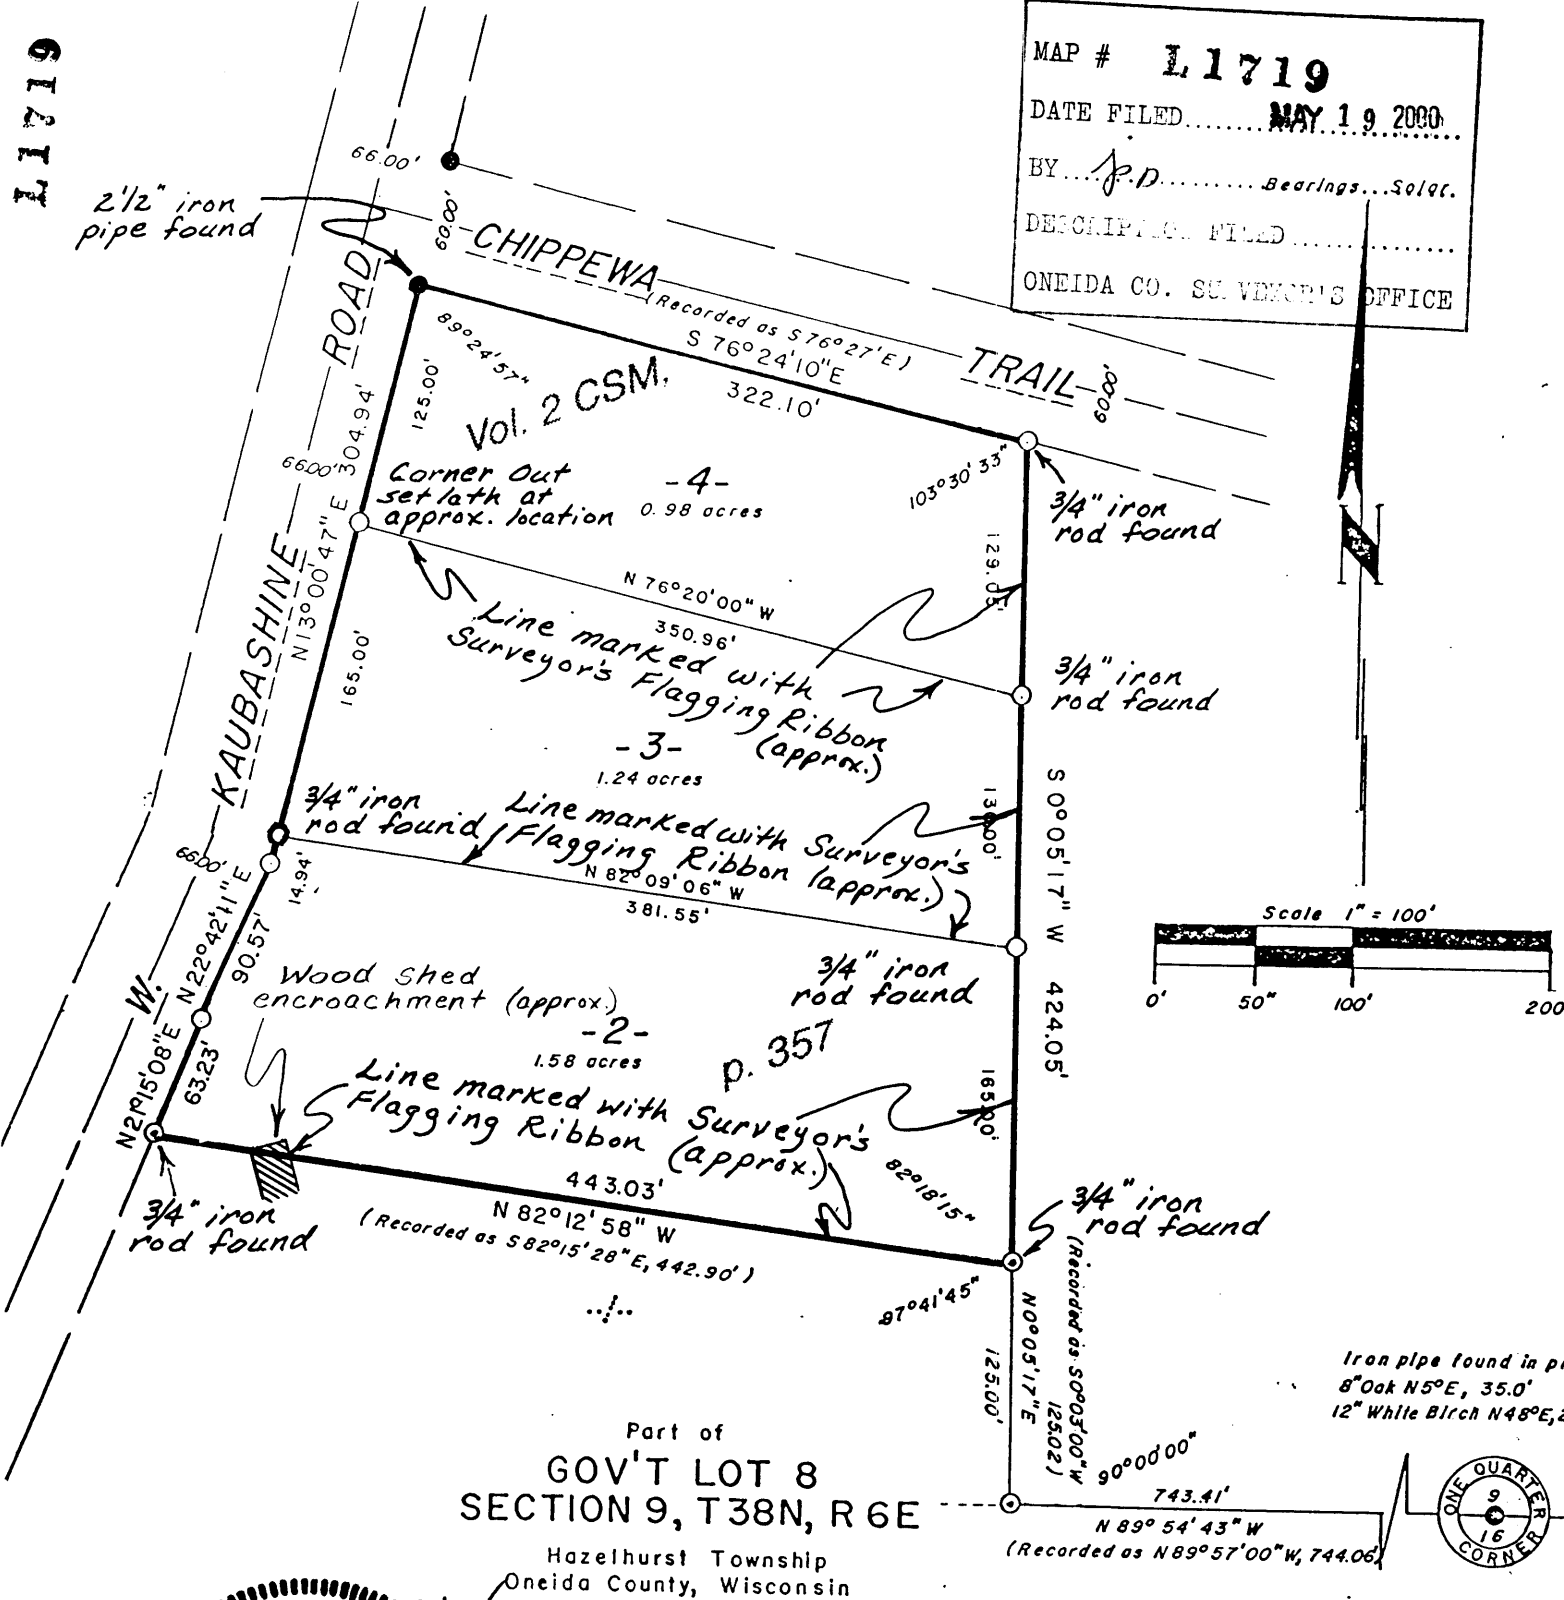 L1719
MAP # L1719
DATE FILED MAY 19 2000
BY J.D Bearings Solar.
DESCRIPTION FILED
ONEIDA CO. SURVEYOR'S OFFICE
66.00'
2'/2" iron
pipe found
60.00'
CHIPPEWA
TRAIL
60.00'
(Recorded as S 76°27'E)
S 76°24'10"E
322.10'
89°24'57"
125.00'
Vol. 2 CSM.
ROAD
304.94'
66.00'
N13°00'47" E
Corner Out
set lath at
approx. location
-4-
0.98 acres
103°30'33"
3/4" iron
rod found
129.05'
N 76°20'00" W
350.96'
Line marked with
Surveyor's Flagging Ribbon
(approx.)
3/4" iron
rod found
KAUBASHINE
165.00'
-3-
1.24 acres
S 0°05'17" W 424.05'
130.00'
3/4" iron
rod found
Line marked with Surveyor's
Flagging Ribbon (approx.)
N 82°09'06" W
381.55'
66.00'
14.94'
N22°42'11" E
90.57'
3/4" iron
rod found
Scale 1" = 100'
0' 50" 100' 200
W.
Wood Shed
encroachment (approx.)
-2-
1.58 acres
p. 357
N21°15'08" E
63.23'
Line marked with Surveyor's
Flagging Ribbon (approx.)
165.00'
82°18'15"
443.03'
N 82°12'58" W
(Recorded as S82°15'28"E, 442.90')
3/4" iron
rod found
3/4" iron
rod found
97°41'45"
N0°05'17"E
125.00'
(Recorded as S0°03'00"W
125.02)
Iron pipe found in
8"Oak N5°E, 35.0'
12" White Birch N48°E,
90°00'00"
743.41'
N 89° 54' 43" W
(Recorded as N89°57'00"W, 744.06)
ONE QUARTER
9
16
CORNER
Part of
GOV'T LOT 8
SECTION 9, T38N, R6E
Hazelhurst Township
Oneida County, Wisconsin